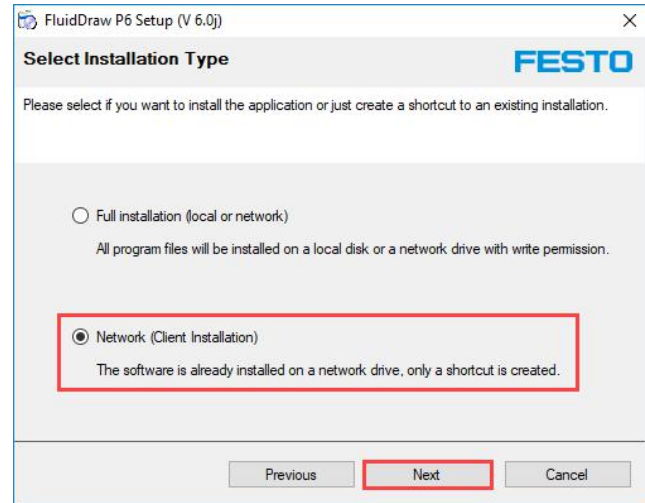 FluidDraw P6 Setup (V 6.0j)
Select Installation Type
FESTO
Please select if you want to install the application or just create a shortcut to an existing installation.
Full installation (local or network)
All program files will be installed on a local disk or a network drive with write permission.
Network (Client Installation)
The software is already installed on a network drive, only a shortcut is created.
Previous
Next
Cancel